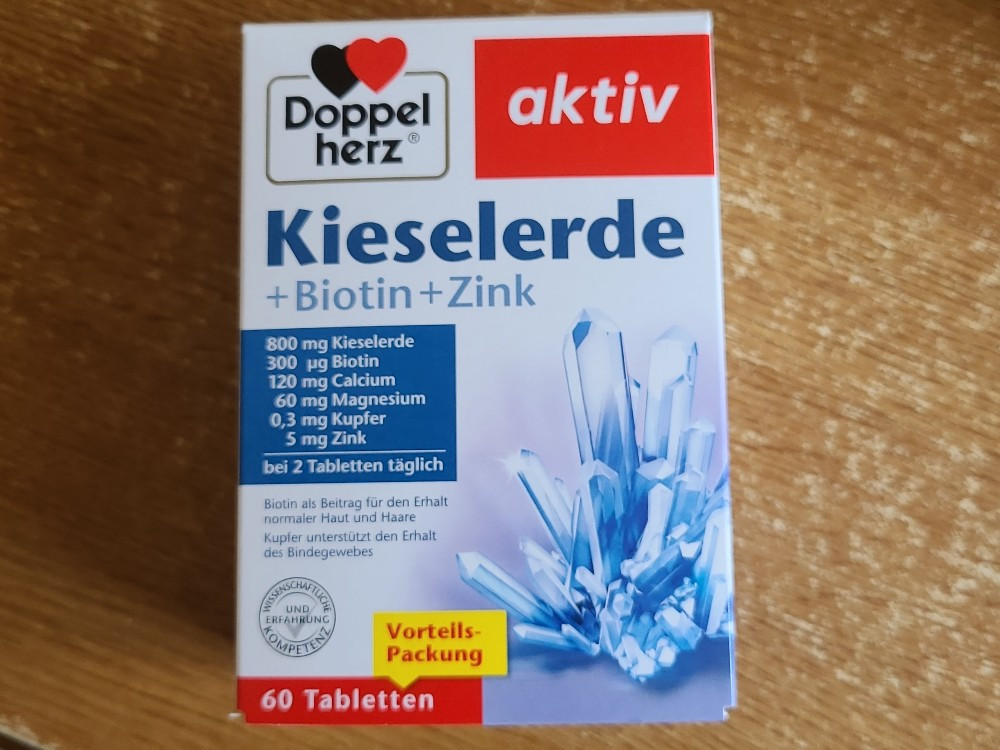 Doppel
herz®
aktiv
Kieselerde
+Biotin+Zink
800 mg Kieselerde
300 µg Biotin
120 mg Calcium
60 mg Magnesium
0,3 mg Kupfer
5 mg Zink
bei 2 Tabletten täglich
Biotin als Beitrag für den Erhalt
normaler Haut und Haare
Kupfer unterstützt den Erhalt
des Bindegewebes
WISSENSCHAFTLICHE
UND
ERFAHRUNG
KOMPETENZ
Vorteils-
Packung
60 Tabletten